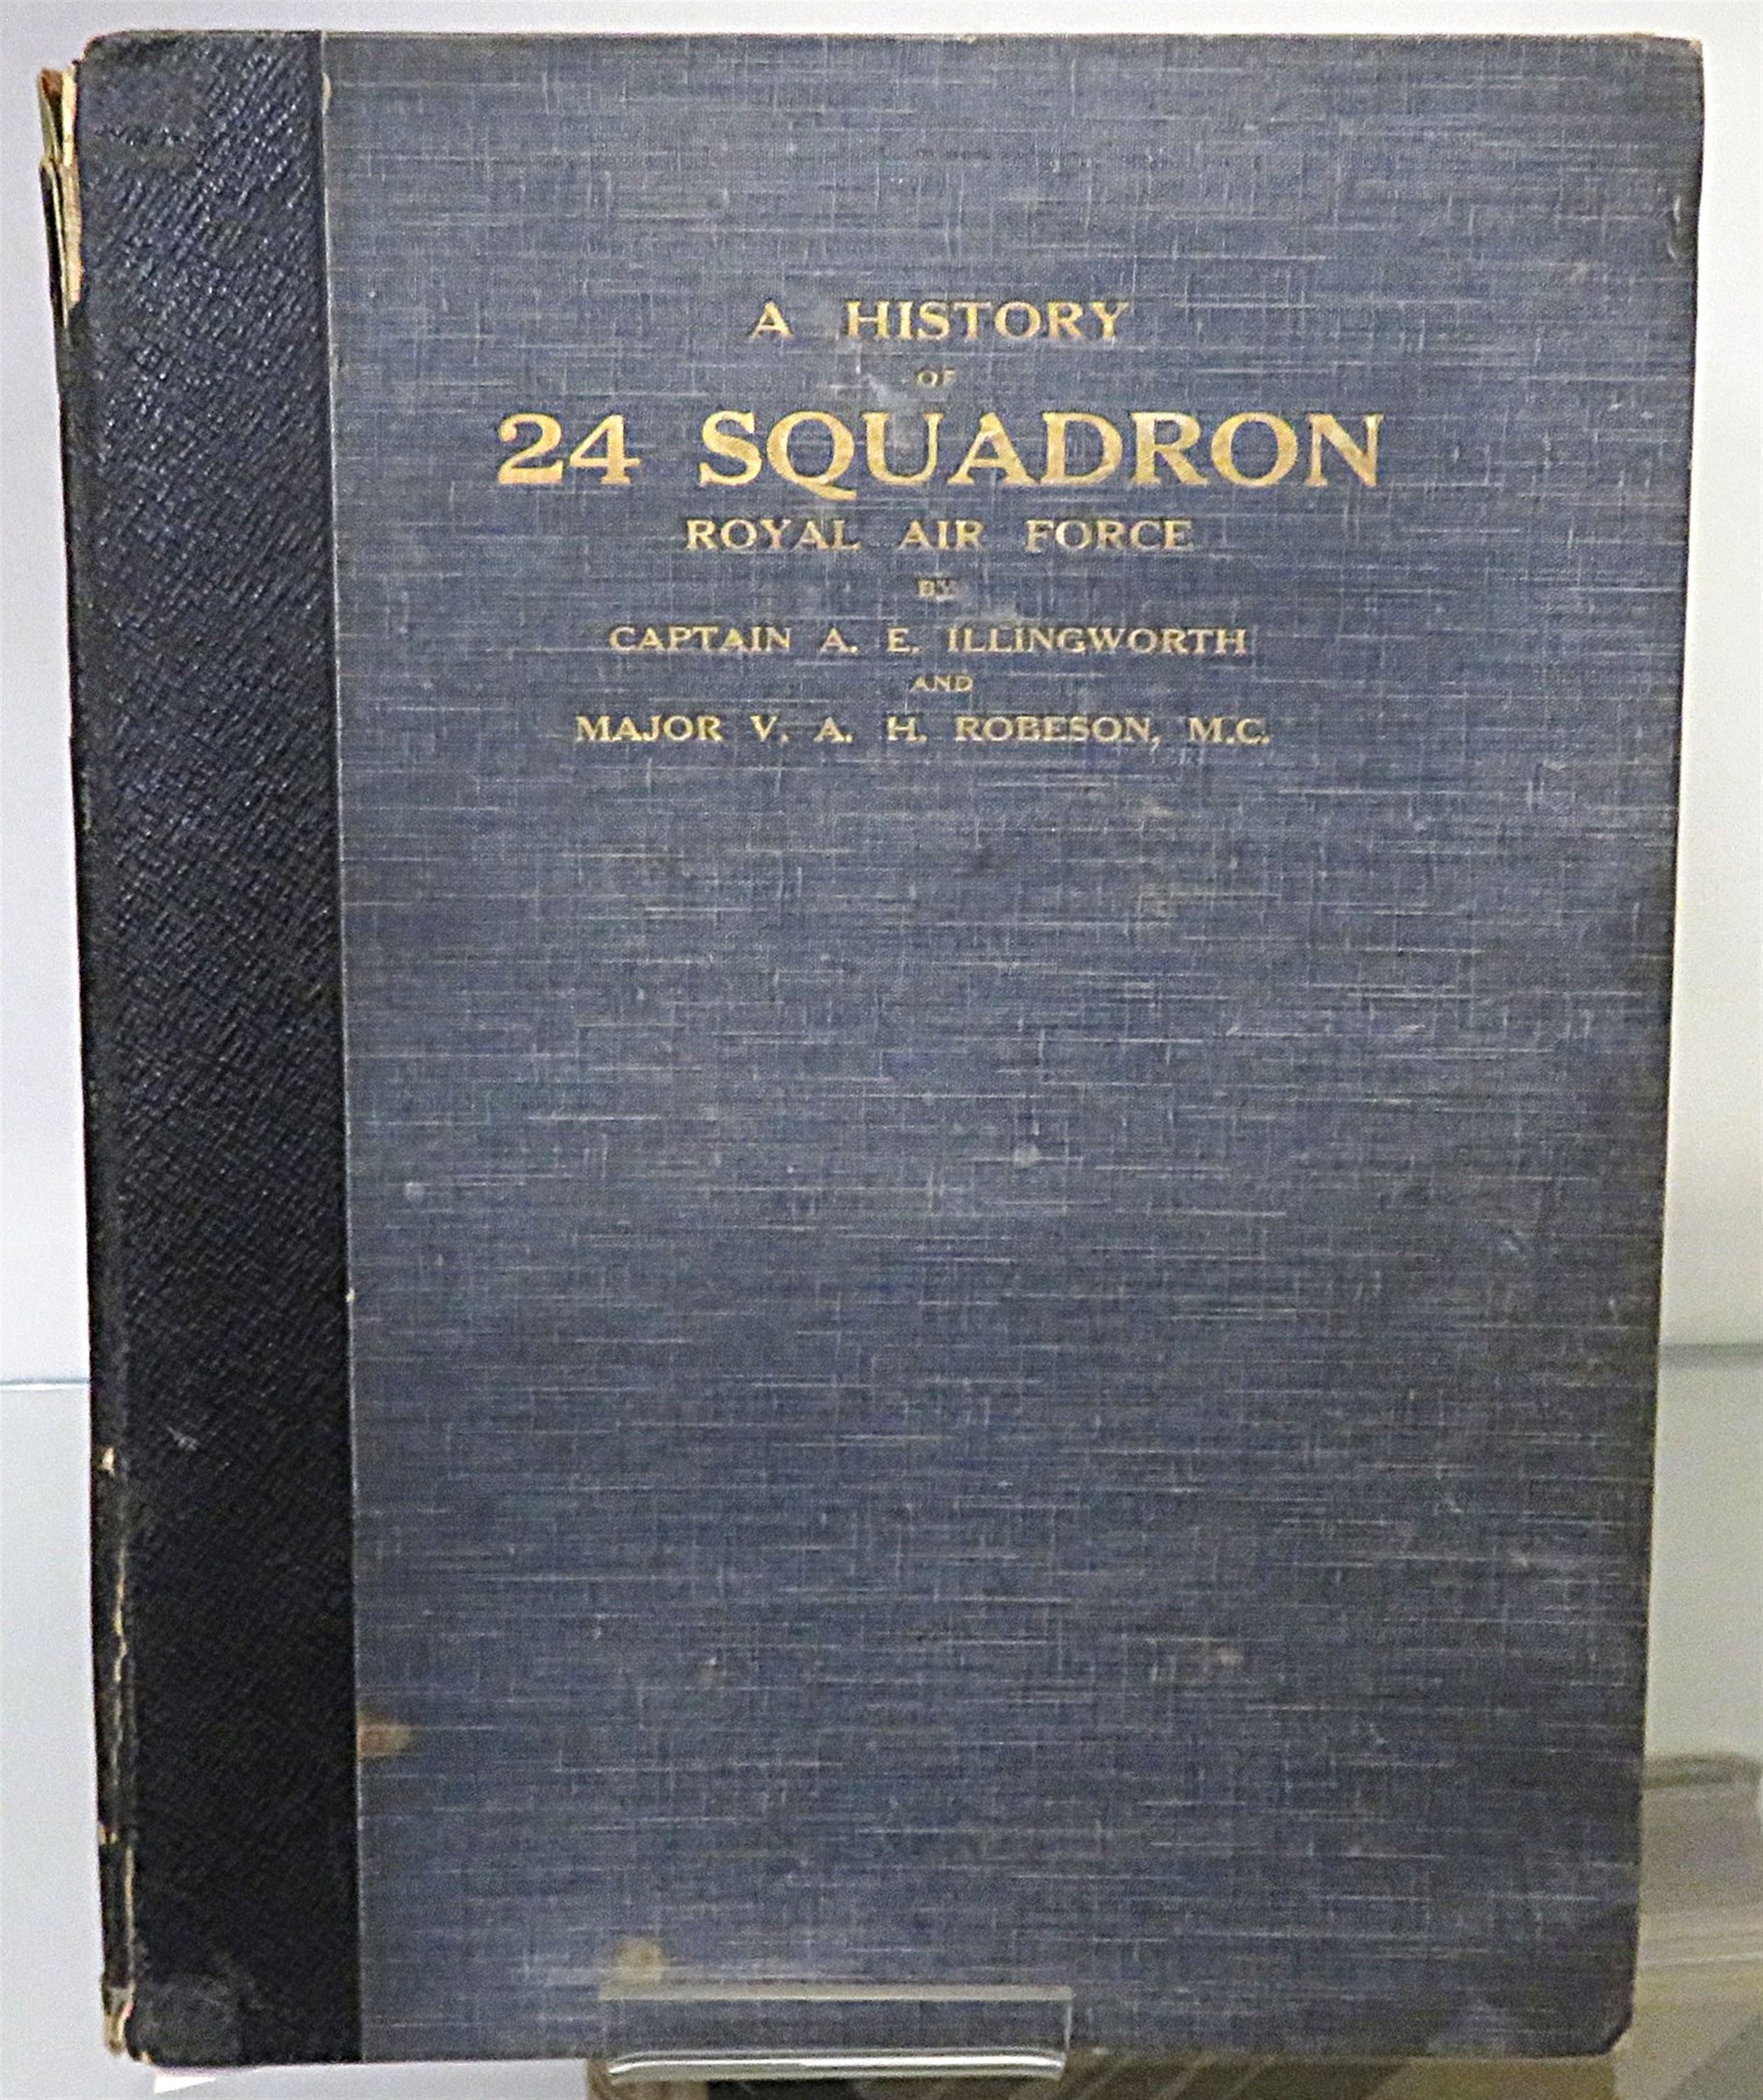 A HISTORY
OF
24 SQUADRON
ROYAL AIR FORCE
BY
CAPTAIN A. E. ILLINGWORTH
AND
MAJOR V. A. H. ROBESON, M.C.